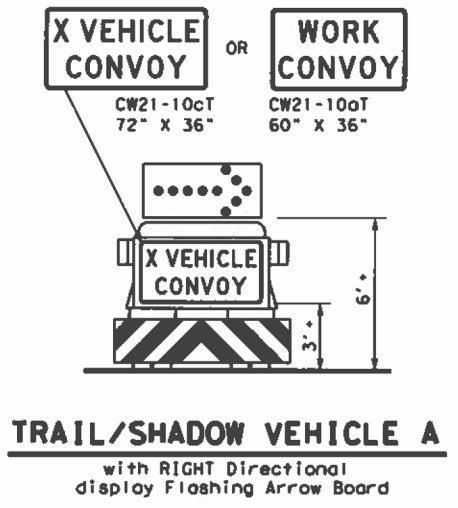 X VEHICLE
CONVOY
OR
WORK
CONVOY
CW21-10cT
72" X 36"
CW21-10aT
60" X 36"
X VEHICLE
CONVOY
6'+
3'+
TRAIL/SHADOW VEHICLE A
with RIGHT Directional
display Flashing Arrow Board